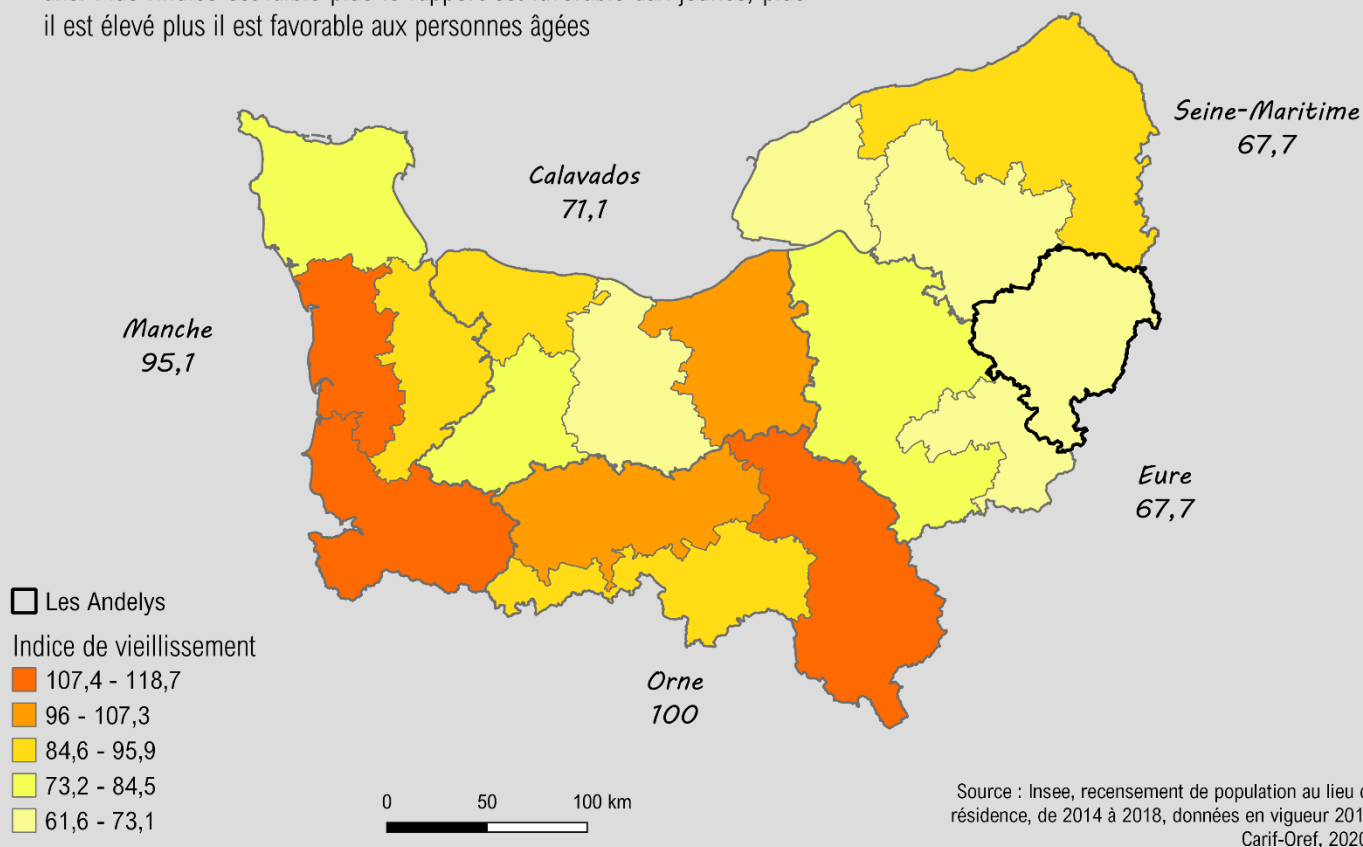 il est élevé plus il est favorable aux personnes âgées
Seine-Maritime
67,7
Calavados
71,1
Manche
95,1
Eure
67,7
Orne
100
Les Andelys
Indice de vieillissement
107,4 - 118,7
96 - 107,3
84,6 - 95,9
73,2 - 84,5
61,6 - 73,1
0 50 100 km
Source : Insee, recensement de population au lieu
résidence, de 2014 à 2018, données en vigueur
Carif-Oref,